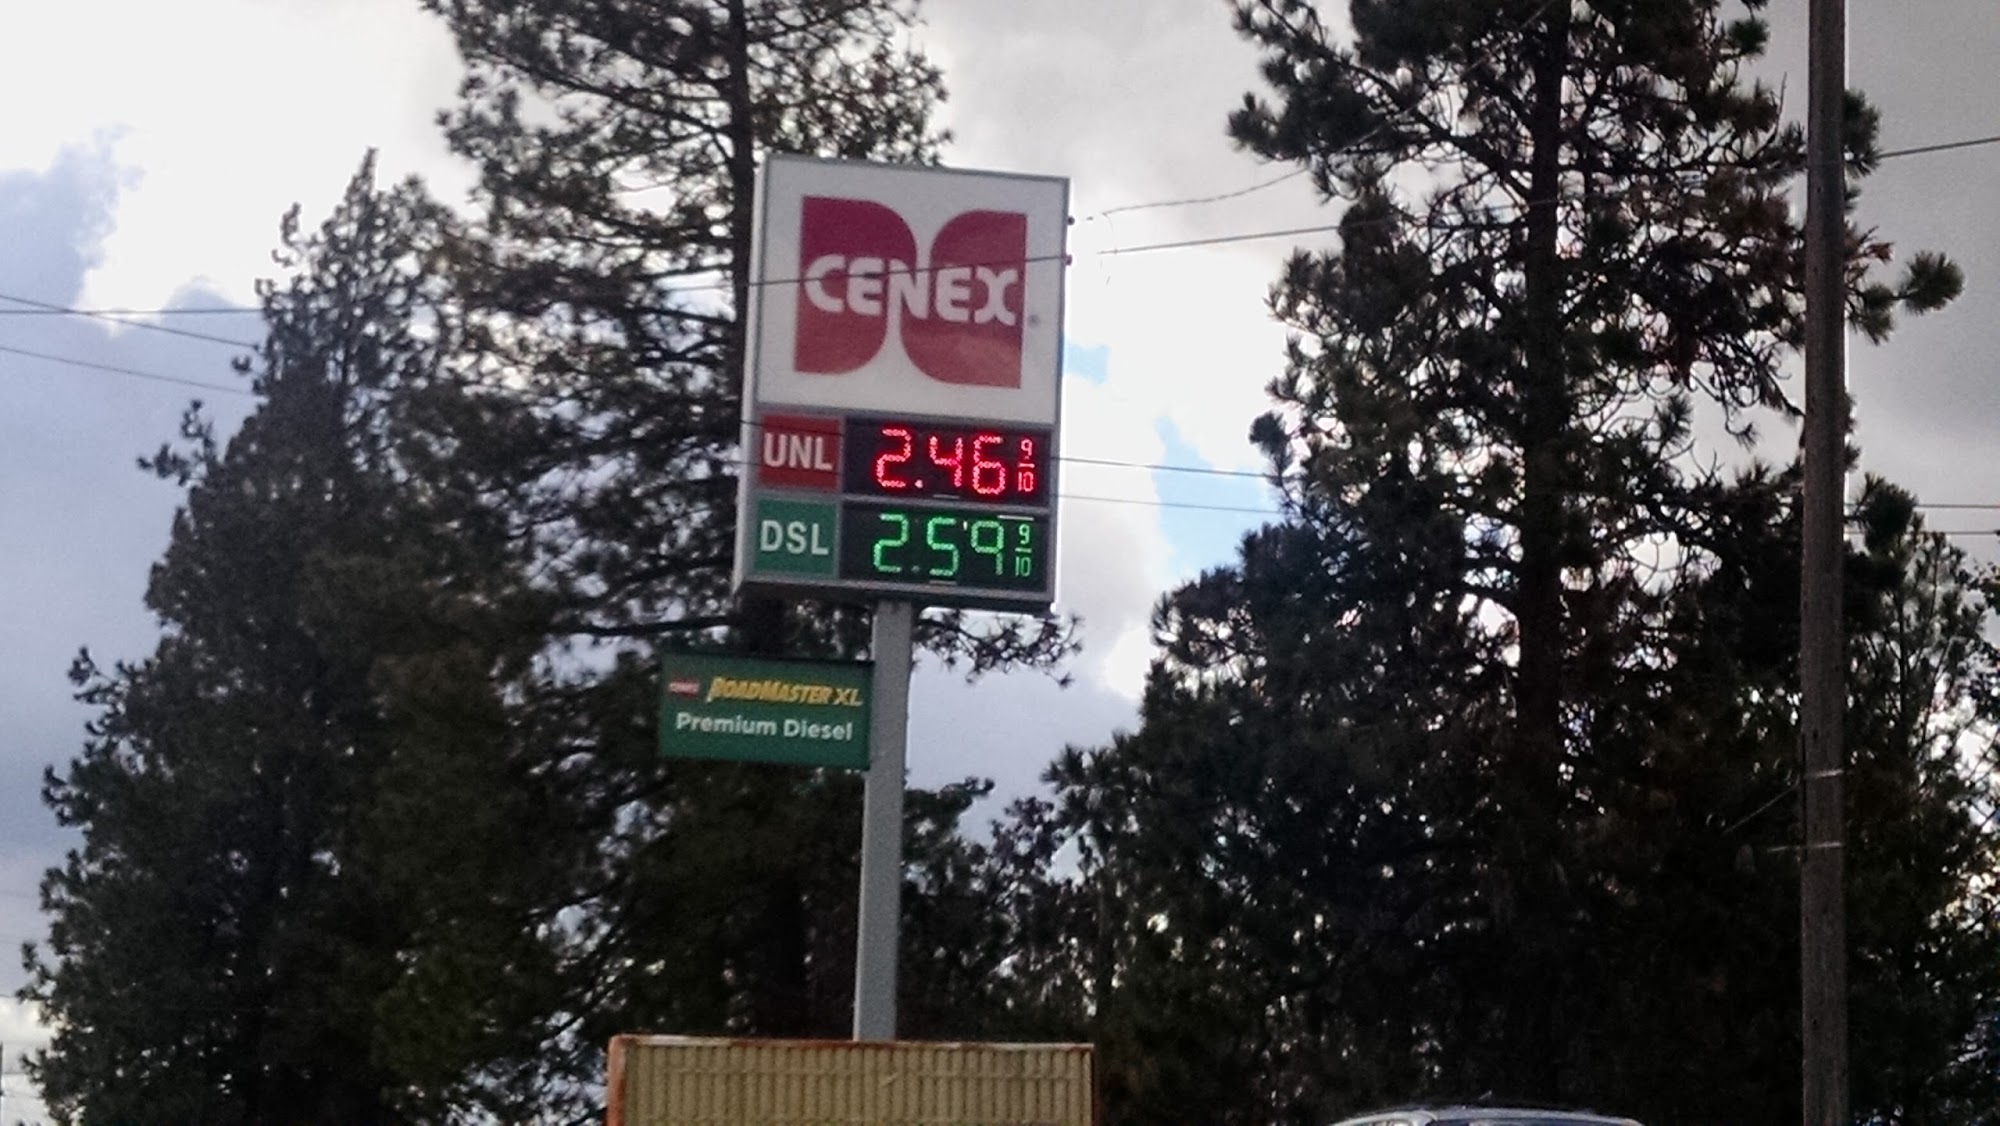 CENEX
UNL 2.46 9/10
DSL 2.59 9/10
ROADMASTER XL
Premium Diesel